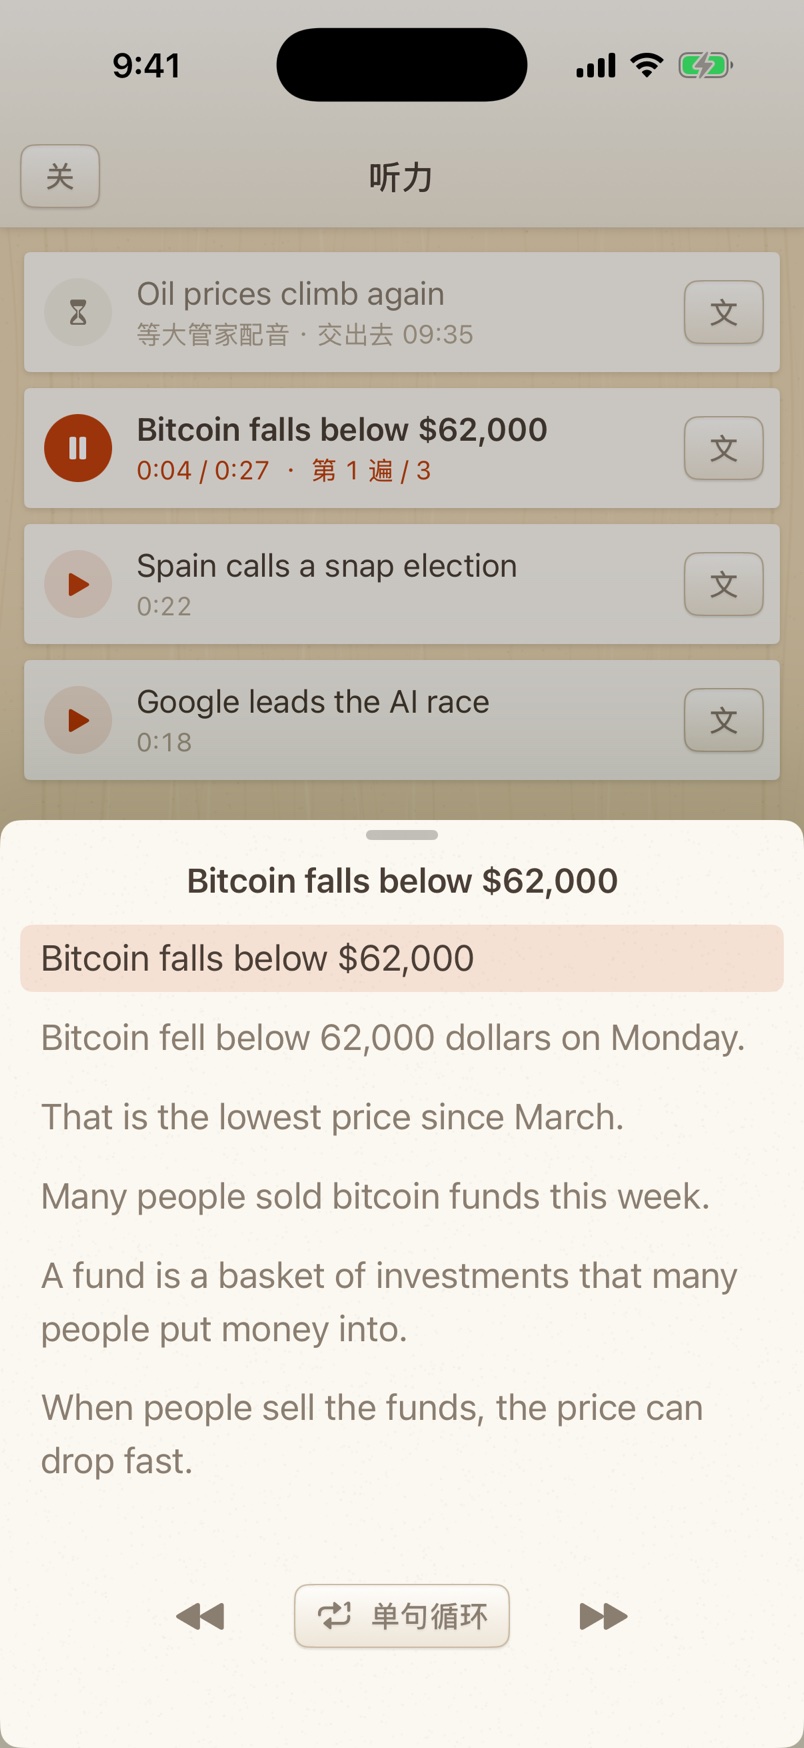 9:41
关
听力
Oil prices climb again
等大管家配音 · 交出去 09:35
文
Bitcoin falls below $62,000
0:04 / 0:27 · 第 1 遍 / 3
文
Spain calls a snap election
0:22
文
Google leads the AI race
0:18
文
Bitcoin falls below $62,000
Bitcoin falls below $62,000
Bitcoin fell below 62,000 dollars on Monday.
That is the lowest price since March.
Many people sold bitcoin funds this week.
A fund is a basket of investments that many
people put money into.
When people sell the funds, the price can
drop fast.
单句循环